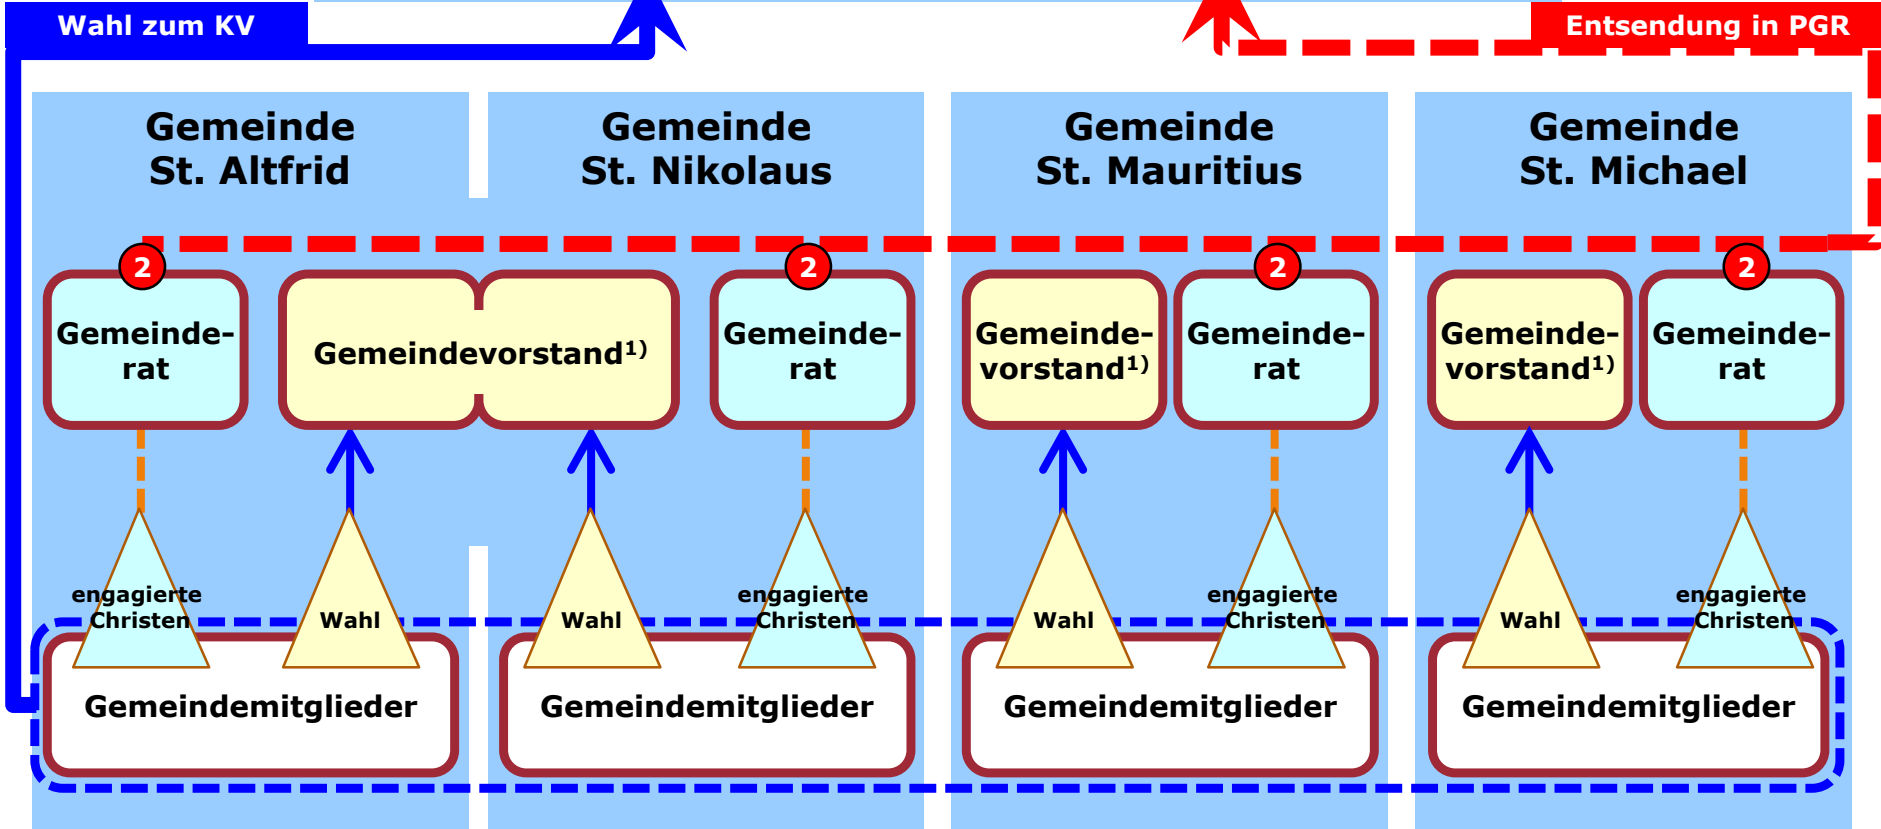 Wahl zum KV
Entsendung in PGR
Gemeinde
St. Altfrid
Gemeinde
St. Nikolaus
Gemeinde
St. Mauritius
Gemeinde
St. Michael
2
2
2
2
Gemeinde-
rat
Gemeindevorstand1)
Gemeinde-
rat
Gemeinde-
vorstand1)
Gemeinde-
rat
Gemeinde-
vorstand1)
Gemeinde-
rat
engagierte
Christen
Wahl
Wahl
engagierte
Christen
Wahl
engagierte
Christen
Wahl
engagierte
Christen
Gemeindemitglieder
Gemeindemitglieder
Gemeindemitglieder
Gemeindemitglieder